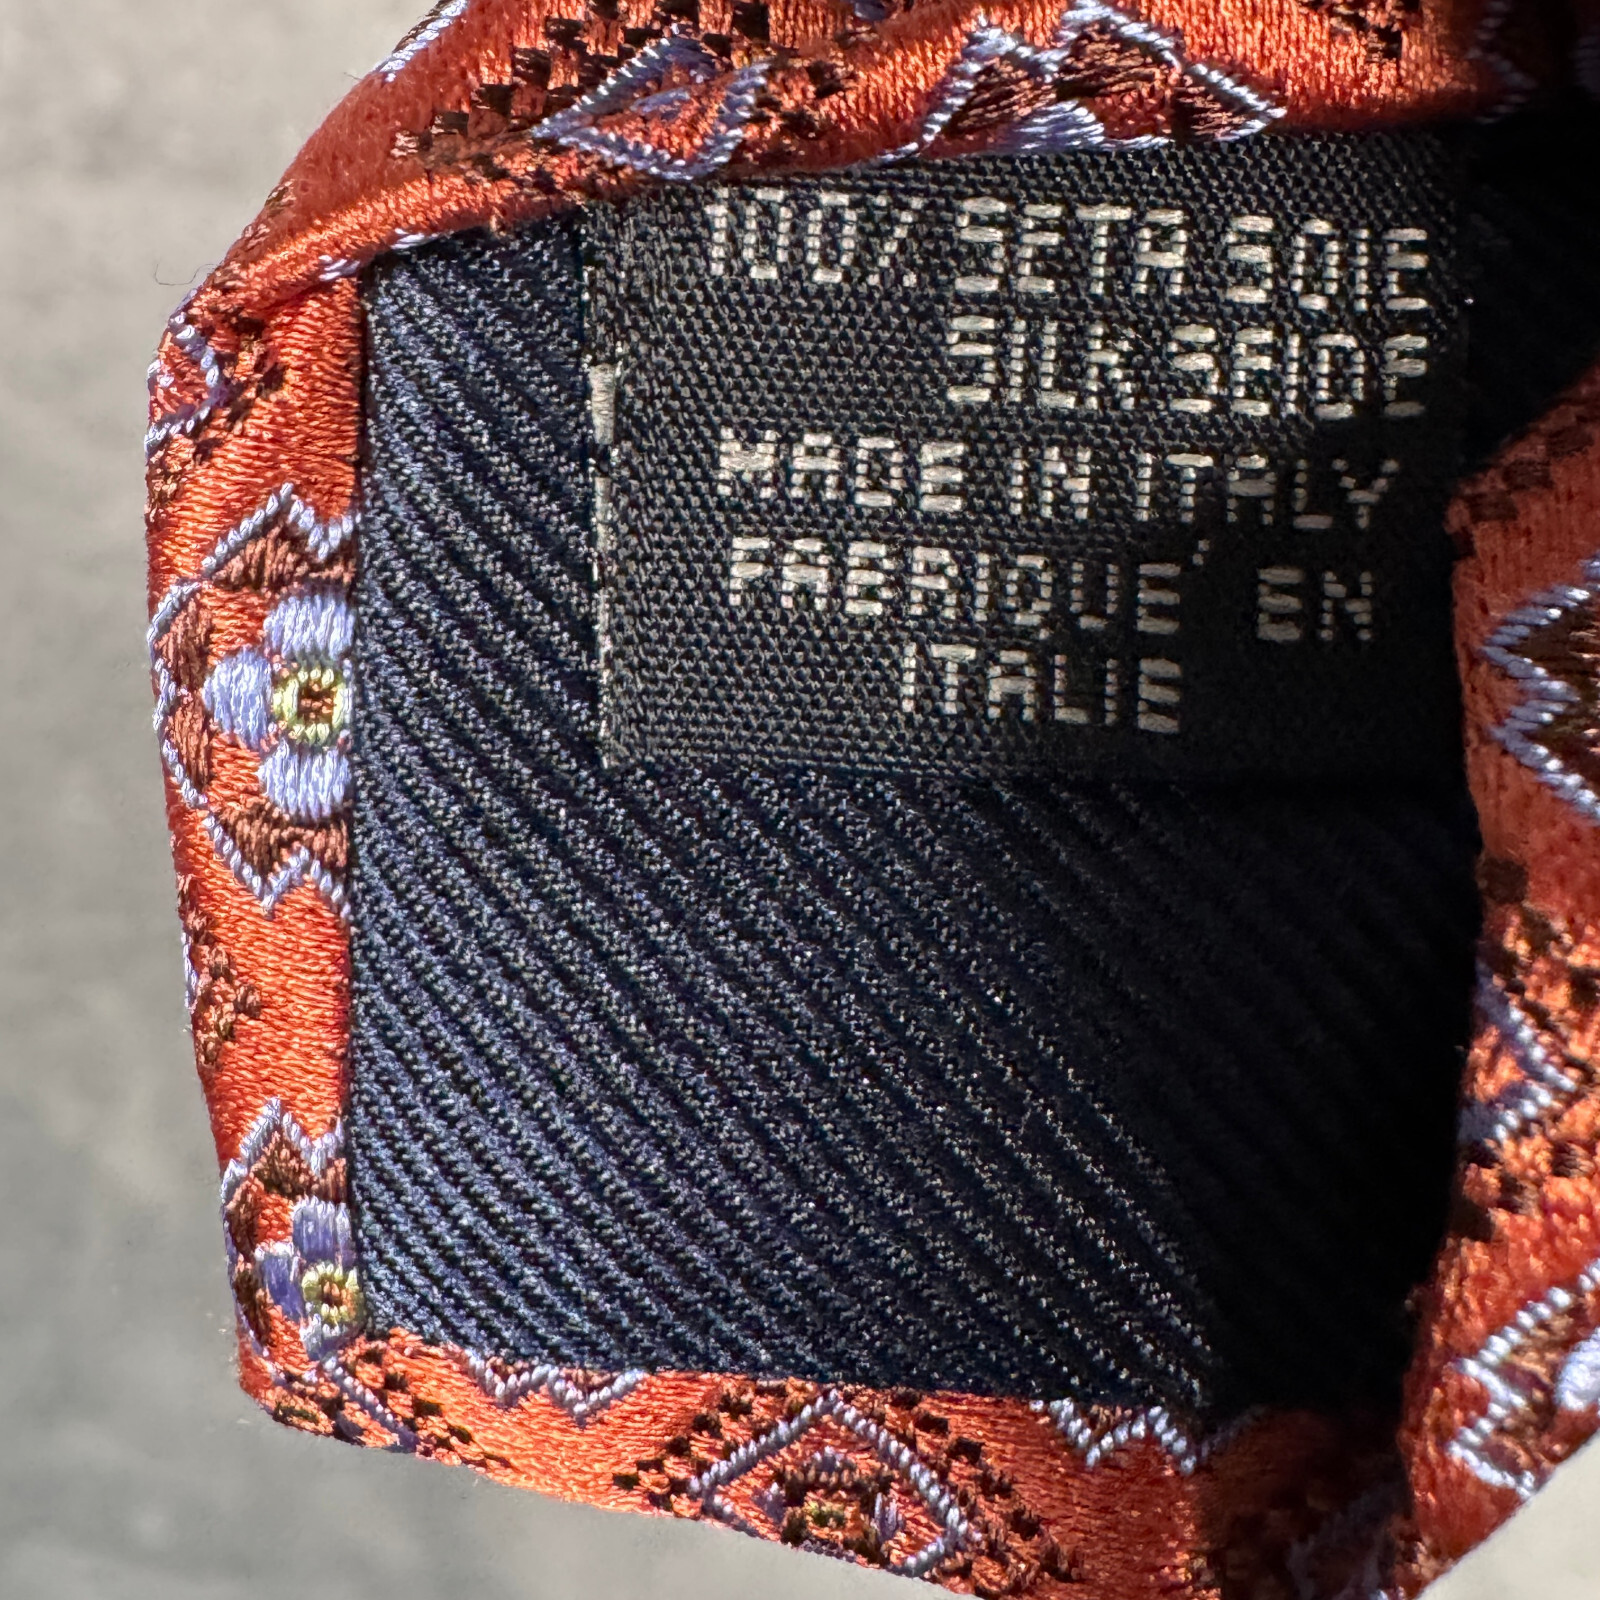 100% SETA SOIE
SILK SEIDE
MADE IN ITALY
FABRIQUÉ EN
ITALIE